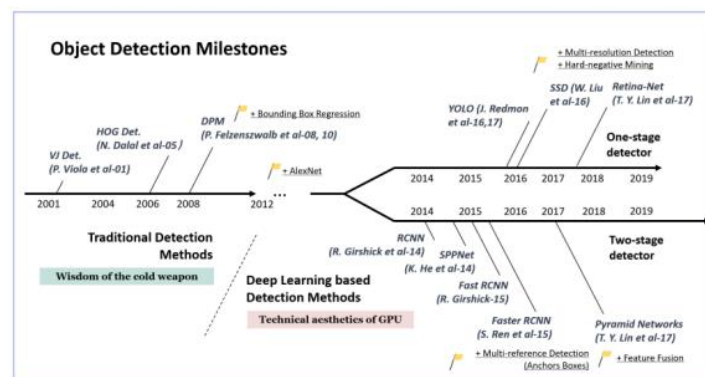 Object Detection Milestones
+ Multi-resolution Detection
+ Hard-negative Mining
SSD (W. Liu
et al-16)
Retina-Net
(T. Y. Lin et al-17)
YOLO (J. Redmon
et al-16,17)
+ Bounding Box Regression
DPM
(P. Felzenszwalb et al-08, 10)
HOG Det.
(N. Dalal et al-05)
VJ Det.
(P. Viola et al-01)
+ AlexNet
One-stage
detector
2014 2015 2016 2017 2018 2019
2001 2004 2006 2008 2012 ...
2014 2015 2016 2017 2018 2019
Two-stage
detector
Traditional Detection
Methods
Wisdom of the cold weapon
Deep Learning based
Detection Methods
Technical aesthetics of GPU
RCNN
(R. Girshick et al-14)
SPPNet
(K. He et al-14)
Fast RCNN
(R. Girshick-15)
Faster RCNN
(S. Ren et al-15)
Pyramid Networks
(T. Y. Lin et al-17)
+ Multi-reference Detection
(Anchors Boxes)
+ Feature Fusion